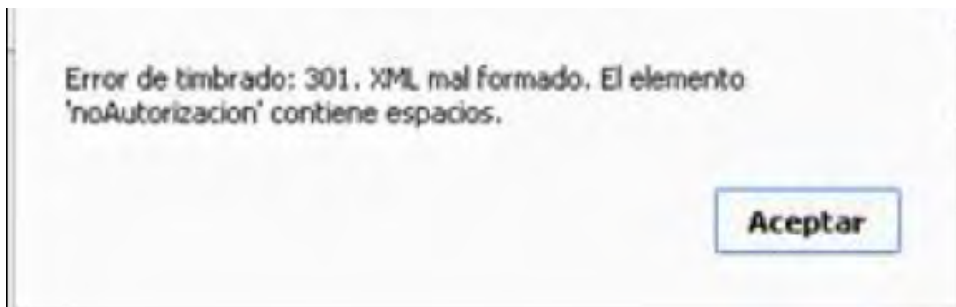 Error de timbrado: 301. XML mal formado. El elemento
'noAutorizacion' contiene espacios.
Aceptar